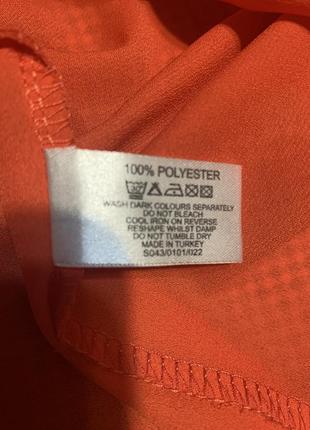 100% POLYESTER
30
WASH DARK COLOURS SEPARATELY
DO NOT BLEACH
COOL IRON ON REVERSE
RESHAPE WHILST DAMP
DO NOT TUMBLE DRY
MADE IN TURKEY
S043/0101/022